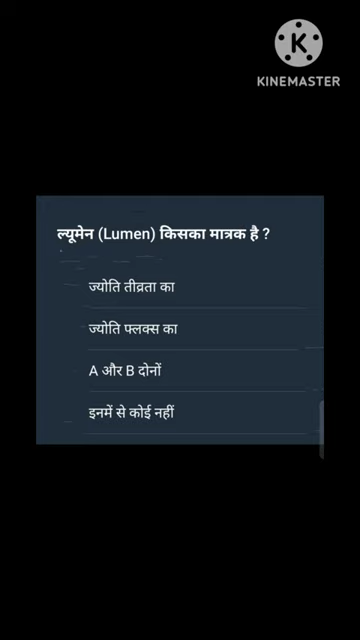 KINEMASTER
ल्यूमेन (Lumen) किसका मात्रक है ?
ज्योति तीव्रता का
ज्योति फ्लक्स का
A और B दोनों
इनमें से कोई नहीं